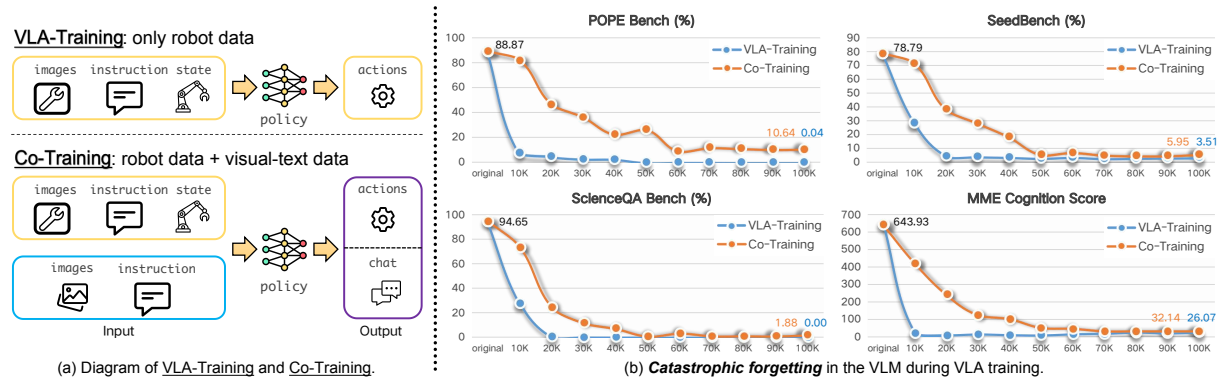 VLA-Training: only robot data
images instruction state
policy
actions
Co-Training: robot data + visual-text data
images instruction state
images instruction
policy
actions
chat
Input
Output
(a) Diagram of VLA-Training and Co-Training.
POPE Bench (%)
VLA-Training
Co-Training
100
80
60
40
20
0
88.87
10.64 0.04
original 10K 20K 30K 40K 50K 60K 70K 80K 90K 100K
SeedBench (%)
VLA-Training
Co-Training
90
80
70
60
50
40
30
20
10
0
78.79
5.95 3.51
original 10K 20K 30K 40K 50K 60K 70K 80K 90K 100K
ScienceQA Bench (%)
VLA-Training
Co-Training
100
80
60
40
20
0
94.65
1.88 0.00
original 10K 20K 30K 40K 50K 60K 70K 80K 90K 100K
MME Cognition Score
VLA-Training
Co-Training
700
600
500
400
300
200
100
0
643.93
32.14 26.07
original 10K 20K 30K 40K 50K 60K 70K 80K 90K 100K
(b) Catastrophic forgetting in the VLM during VLA training.